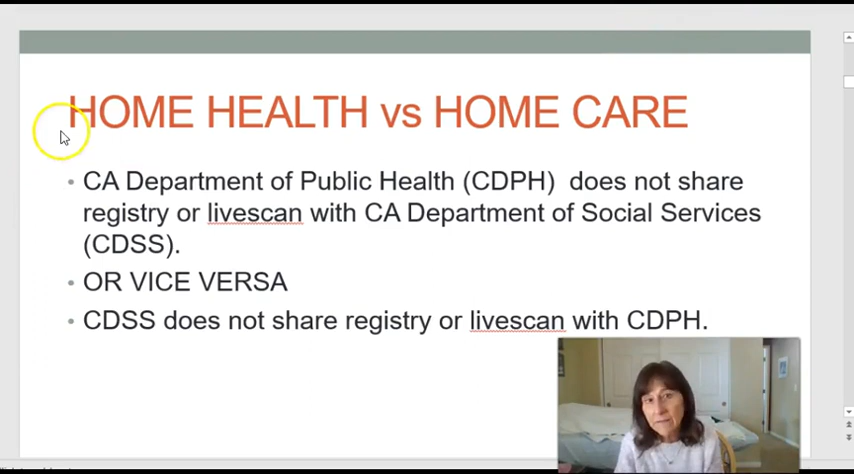 HOME HEALTH vs HOME CARE
• CA Department of Public Health (CDPH) does not share
registry or livescan with CA Department of Social Services
(CDSS).
• OR VICE VERSA
• CDSS does not share registry or livescan with CDPH.